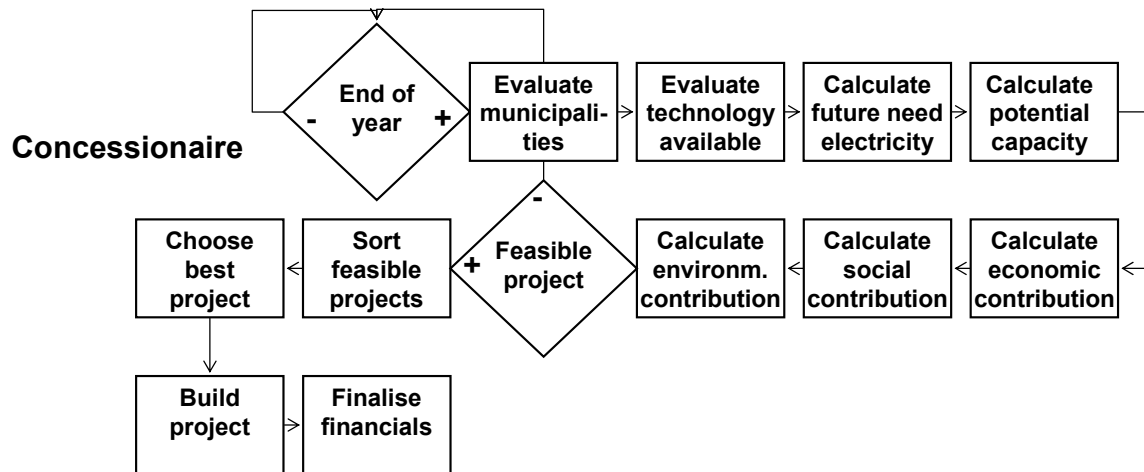 Concessionaire
End of
year
-
+
Evaluate
municipali-
ties
Evaluate
technology
available
Calculate
future need
electricity
Calculate
potential
capacity
Calculate
economic
contribution
Calculate
social
contribution
Calculate
environm.
contribution
-
Feasible
+
project
Sort
feasible
projects
Choose
best
project
Build
project
Finalise
financials